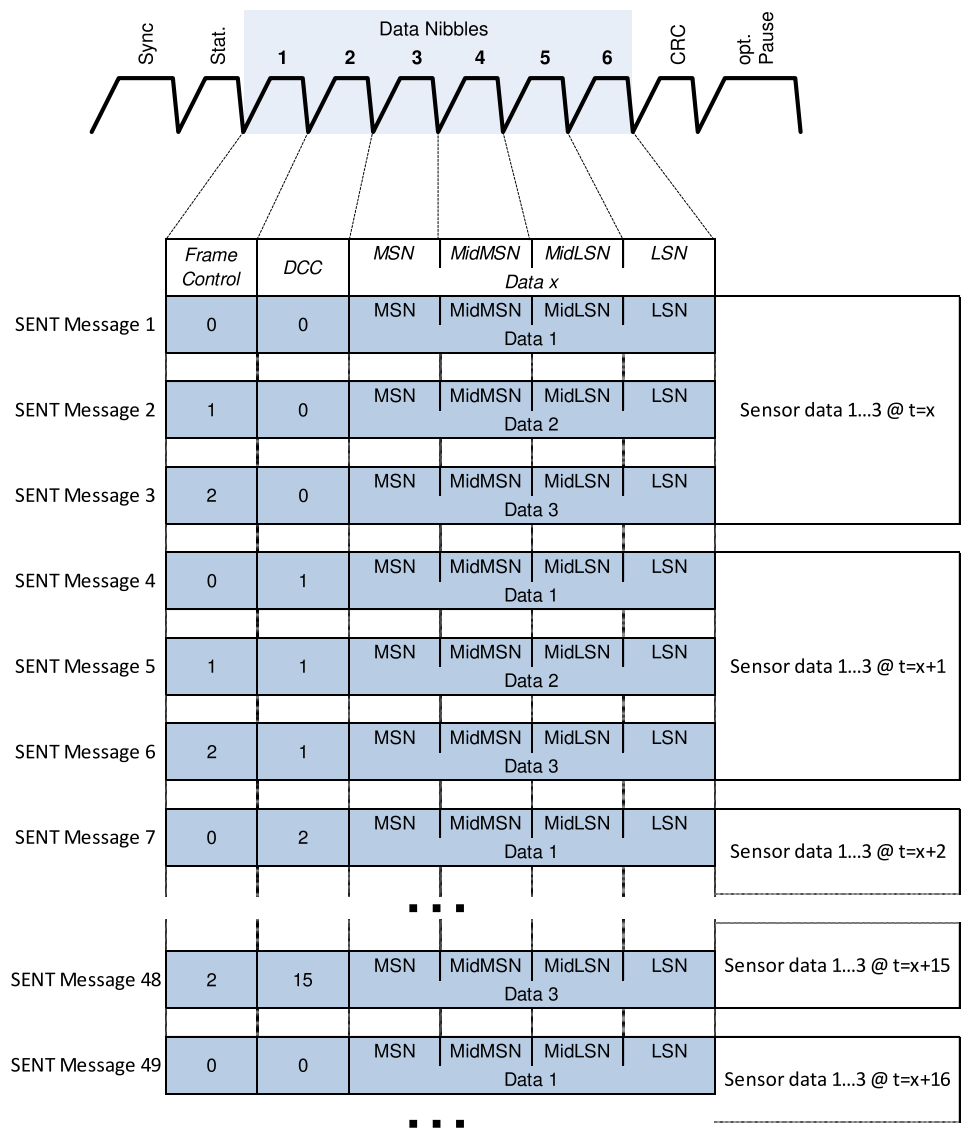 Sync
Stat.
Data Nibbles
1 2 3 4 5 6
CRC
opt.
Pause
Frame
Control
DCC
MSN MidMSN MidLSN LSN
Data x
SENT Message 1
0 0
MSN MidMSN MidLSN LSN
Data 1
SENT Message 2
1 0
MSN MidMSN MidLSN LSN
Data 2
SENT Message 3
2 0
MSN MidMSN MidLSN LSN
Data 3
Sensor data 1...3 @ t=x
SENT Message 4
0 1
MSN MidMSN MidLSN LSN
Data 1
SENT Message 5
1 1
MSN MidMSN MidLSN LSN
Data 2
SENT Message 6
2 1
MSN MidMSN MidLSN LSN
Data 3
Sensor data 1...3 @ t=x+1
SENT Message 7
0 2
MSN MidMSN MidLSN LSN
Data 1
Sensor data 1...3 @ t=x+2
...
SENT Message 48
2 15
MSN MidMSN MidLSN LSN
Data 3
Sensor data 1...3 @ t=x+15
SENT Message 49
0 0
MSN MidMSN MidLSN LSN
Data 1
Sensor data 1...3 @ t=x+16
...